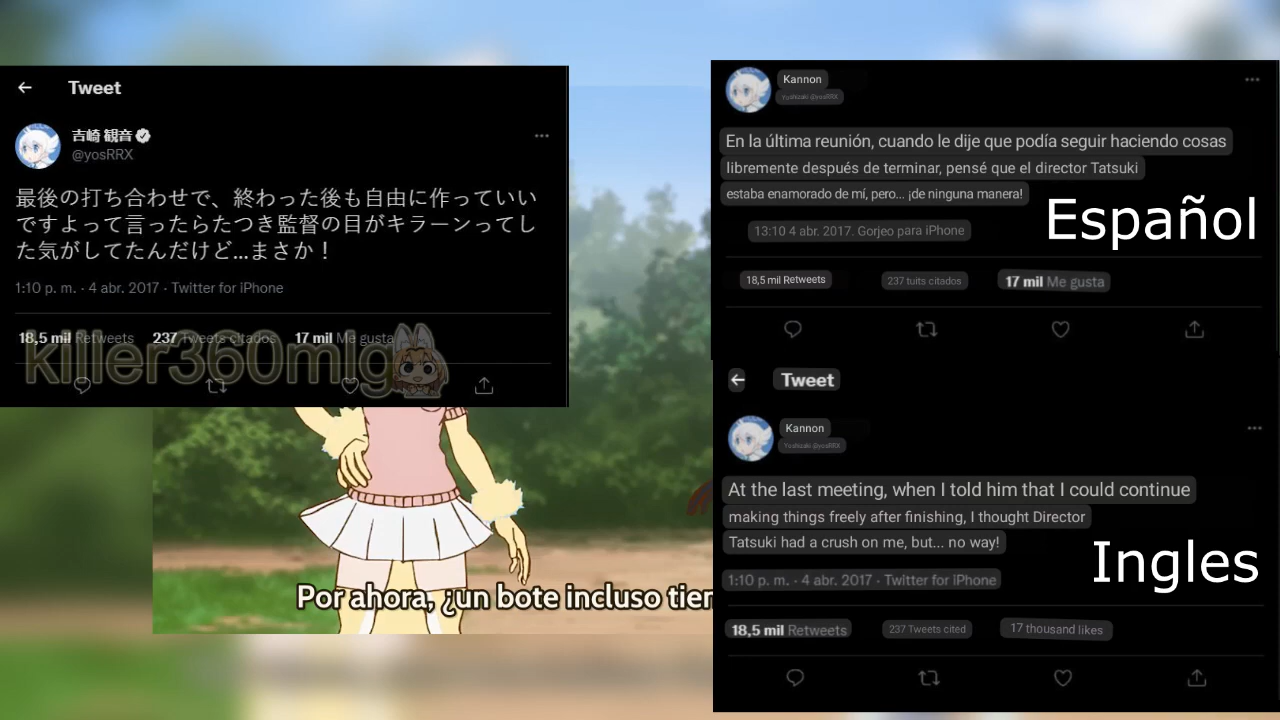 Tweet
吉崎 観音
@yosRRX
最後の打ち合わせで、終わった後も自由に作っていい
ですよって言ったらたつき監督の目がキラーンってし
た気がしてたんだけど...まさか！
1:10 p. m. · 4 abr. 2017 · Twitter for iPhone
18,5 mil Retweets 237 Tweets citados 17 mil Me gusta
killer360mlg
Por ahora, ¿un bote incluso tier
Kannon
Yoshizaki @yosRRX
En la última reunión, cuando le dije que podía seguir haciendo cosas
libremente después de terminar, pensé que el director Tatsuki
estaba enamorado de mí, pero... ¡de ninguna manera!
Español
13:10 4 abr. 2017. Gorjeo para iPhone
18,5 mil Retweets 237 tuits citados 17 mil Me gusta
Tweet
Kannon
Yoshizaki @yosRRX
At the last meeting, when I told him that I could continue
making things freely after finishing, I thought Director
Tatsuki had a crush on me, but... no way!
Ingles
1:10 p. m. · 4 abr. 2017 · Twitter for iPhone
18,5 mil Retweets 237 Tweets cited 17 thousand likes